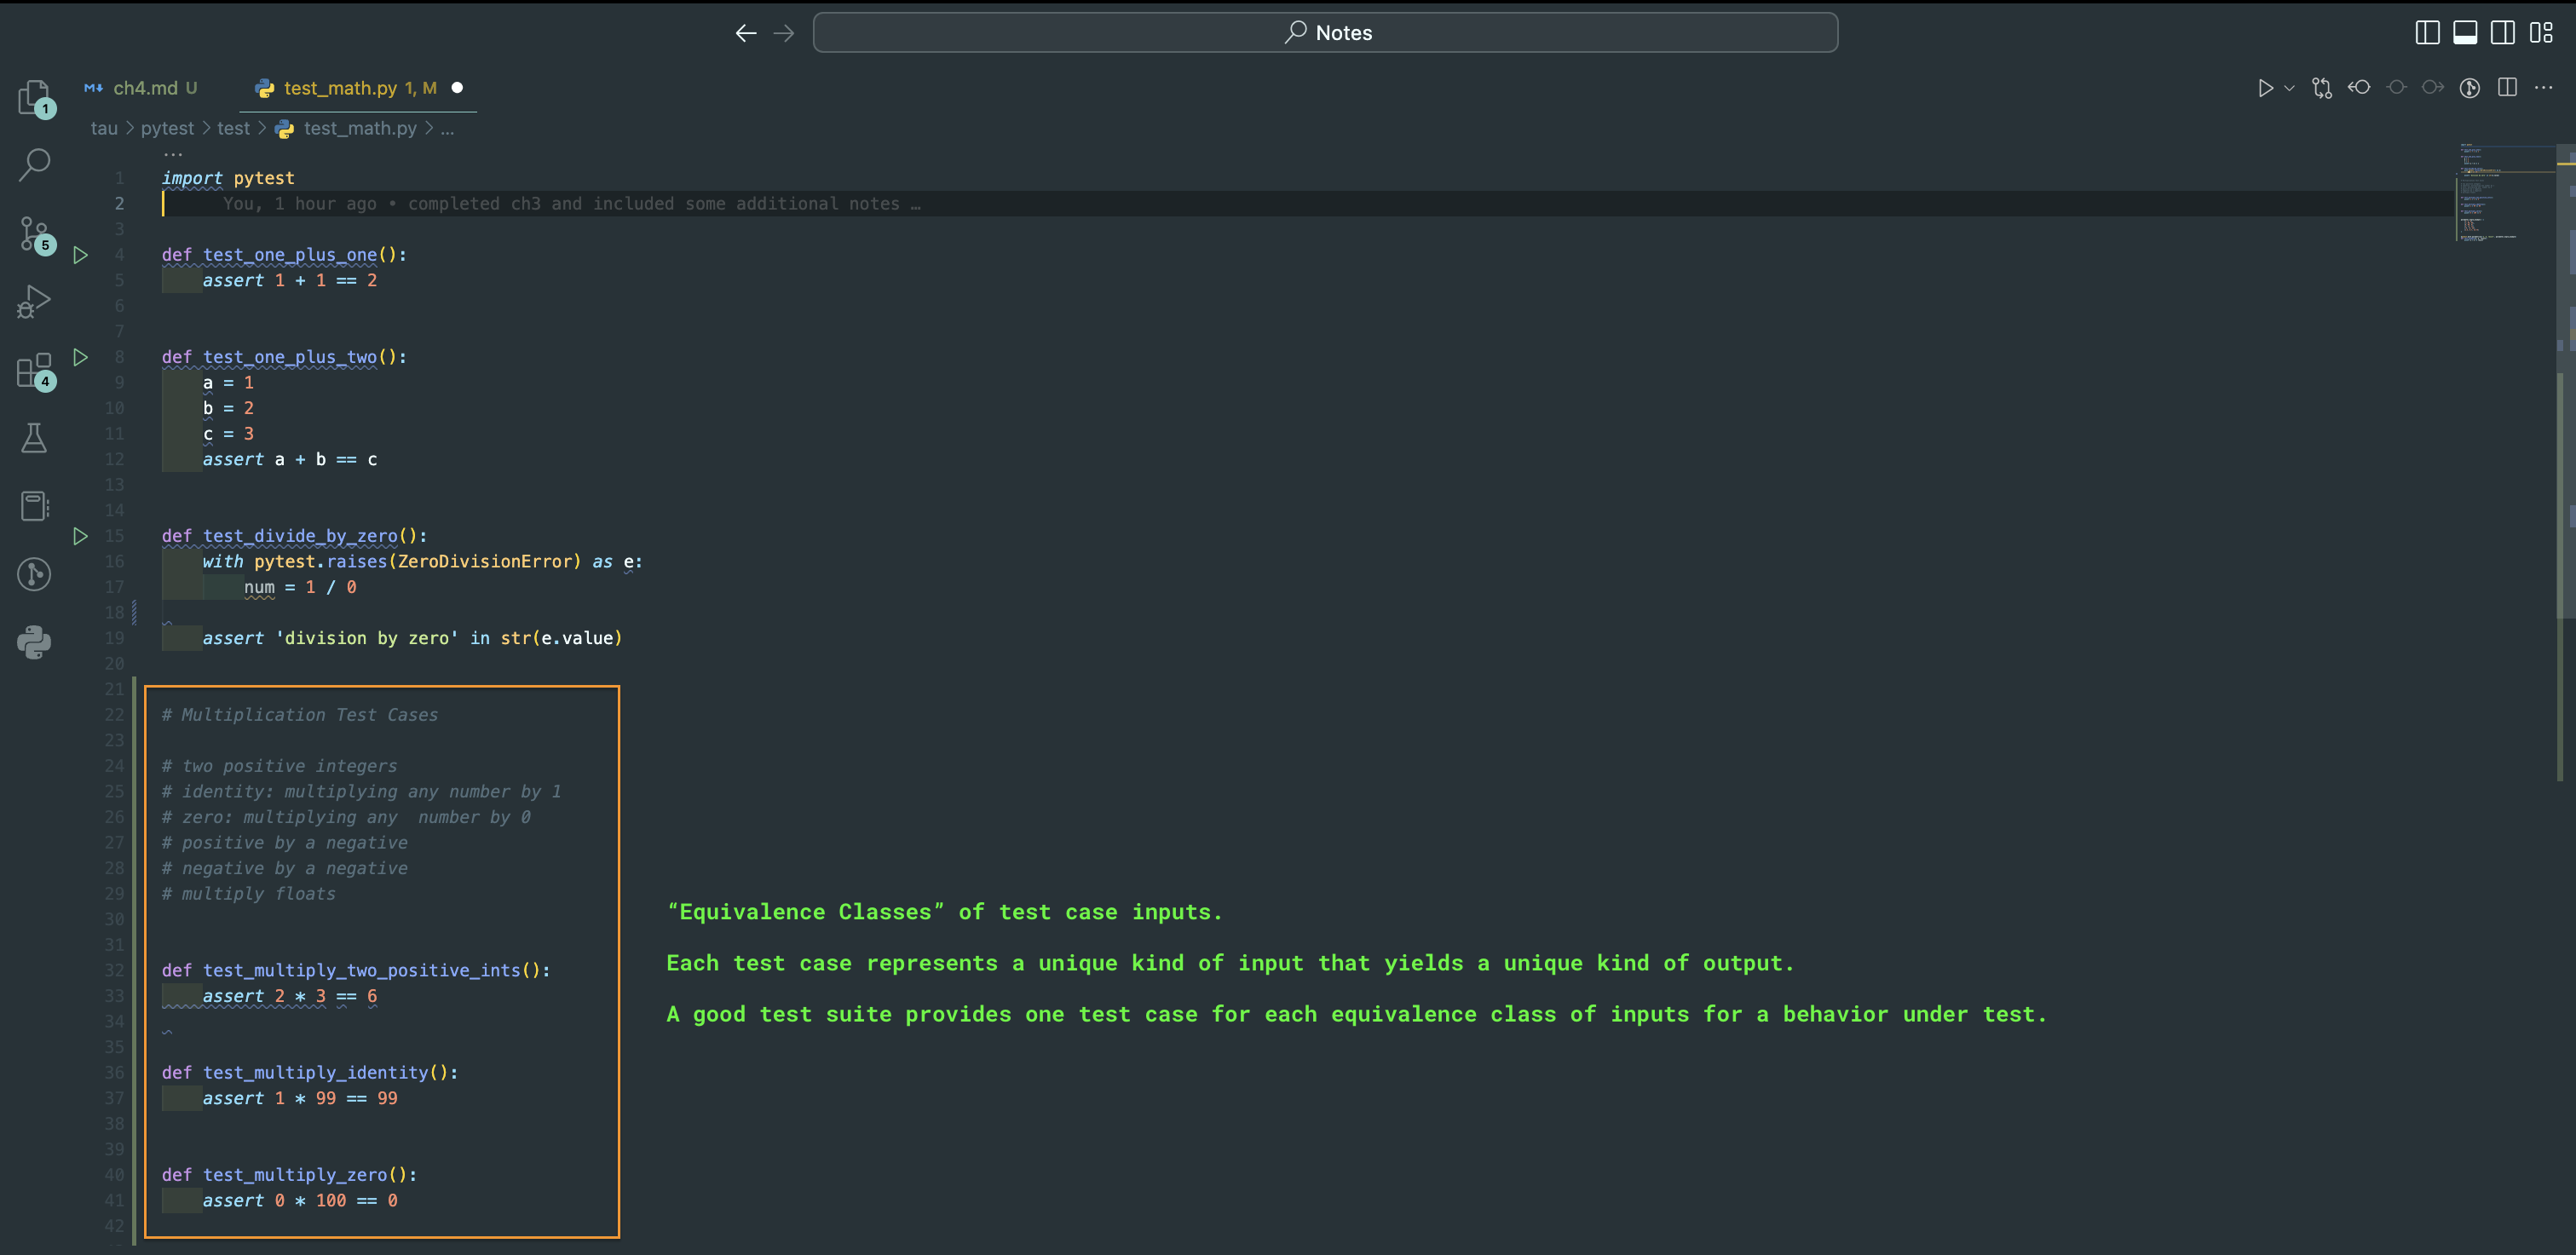 Notes
ch4.md U
test_math.py 1, M
1
tau > pytest > test > test_math.py > ...
...
1 import pytest
2 You, 1 hour ago • completed ch3 and included some additional notes …
3
4 def test_one_plus_one():
5 assert 1 + 1 == 2
6
7
8 def test_one_plus_two():
9 a = 1
10 b = 2
11 c = 3
12 assert a + b == c
13
14
15 def test_divide_by_zero():
16 with pytest.raises(ZeroDivisionError) as e:
17 num = 1 / 0
18
19 assert 'division by zero' in str(e.value)
20
21
22 # Multiplication Test Cases
23
24 # two positive integers
25 # identity: multiplying any number by 1
26 # zero: multiplying any  number by 0
27 # positive by a negative
28 # negative by a negative
29 # multiply floats
30
31
32 def test_multiply_two_positive_ints():
33 assert 2 * 3 == 6
34
35
36 def test_multiply_identity():
37 assert 1 * 99 == 99
38
39
40 def test_multiply_zero():
41 assert 0 * 100 == 0
42
5
4
“Equivalence Classes” of test case inputs.
Each test case represents a unique kind of input that yields a unique kind of output.
A good test suite provides one test case for each equivalence class of inputs for a behavior under test.